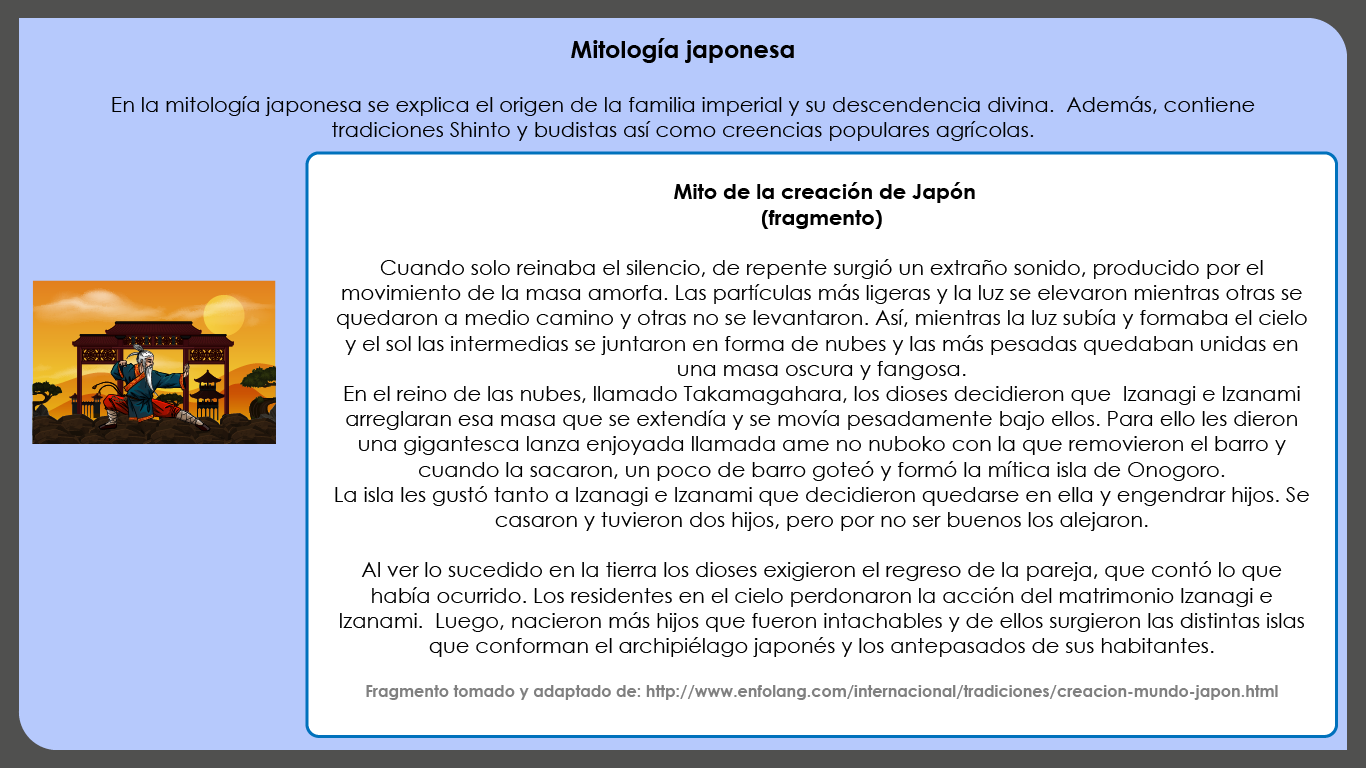 Mitología japonesa
En la mitología japonesa se explica el origen de la familia imperial y su descendencia divina.  Además, contiene
tradiciones Shinto y budistas así como creencias populares agrícolas.
Mito de la creación de Japón
(fragmento)
Cuando solo reinaba el silencio, de repente surgió un extraño sonido, producido por el
movimiento de la masa amorfa. Las partículas más ligeras y la luz se elevaron mientras otras se
quedaron a medio camino y otras no se levantaron. Así, mientras la luz subía y formaba el cielo
y el sol las intermedias se juntaron en forma de nubes y las más pesadas quedaban unidas en
una masa oscura y fangosa.
En el reino de las nubes, llamado Takamagahara, los dioses decidieron que  Izanagi e Izanami
arreglaran esa masa que se extendía y se movía pesadamente bajo ellos. Para ello les dieron
una gigantesca lanza enjoyada llamada ame no nuboko con la que removieron el barro y
cuando la sacaron, un poco de barro goteó y formó la mítica isla de Onogoro.
La isla les gustó tanto a Izanagi e Izanami que decidieron quedarse en ella y engendrar hijos. Se
casaron y tuvieron dos hijos, pero por no ser buenos los alejaron.
Al ver lo sucedido en la tierra los dioses exigieron el regreso de la pareja, que contó lo que
había ocurrido. Los residentes en el cielo perdonaron la acción del matrimonio Izanagi e
Izanami.  Luego, nacieron más hijos que fueron intachables y de ellos surgieron las distintas islas
que conforman el archipiélago japonés y los antepasados de sus habitantes.
Fragmento tomado y adaptado de: http://www.enfolang.com/internacional/tradiciones/creacion-mundo-japon.html